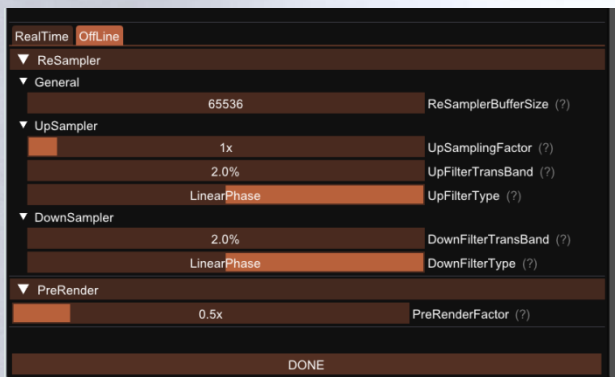 RealTime OffLine
▼ ReSampler
▼ General
65536 ReSamplerBufferSize (?)
▼ UpSampler
1x UpSamplingFactor (?)
2.0% UpFilterTransBand (?)
LinearPhase UpFilterType (?)
▼ DownSampler
2.0% DownFilterTransBand (?)
LinearPhase DownFilterType (?)
▼ PreRender
0.5x PreRenderFactor (?)
DONE